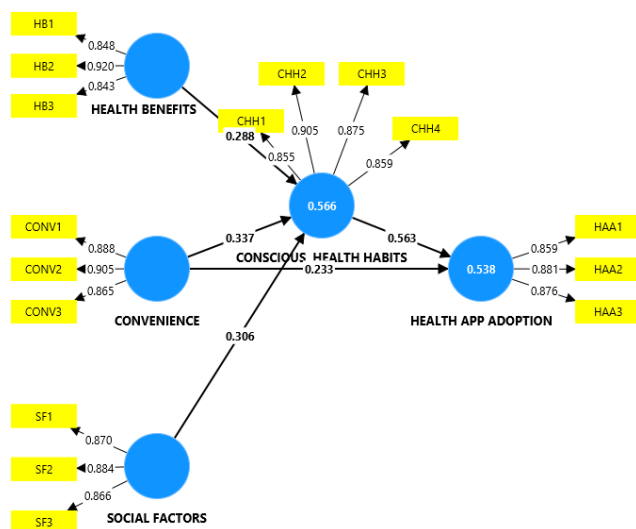 HB1
0.848
HB2
0.920
HB3
0.843
HEALTH BENEFITS
CHH2
CHH3
CHH1
CHH4
0.288
0.905
0.875
0.855
0.859
0.566
CONV1
0.888
CONV2
0.905
CONV3
0.865
CONVENIENCE
0.337
CONSCIOUS HEALTH HABITS
0.233
0.563
0.538
HEALTH APP ADOPTION
0.859
HAA1
0.881
HAA2
0.876
HAA3
0.306
SF1
0.870
SF2
0.884
SF3
0.866
SOCIAL FACTORS